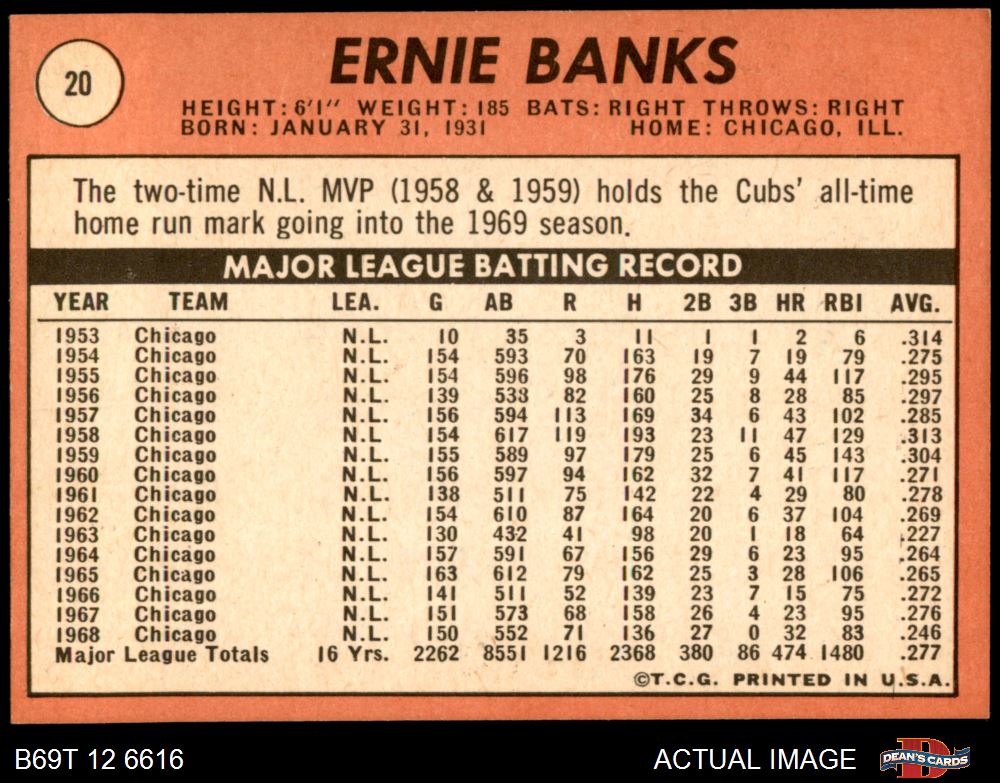 20
ERNIE BANKS
HEIGHT: 6'1" WEIGHT: 185 BATS: RIGHT THROWS: RIGHT
BORN: JANUARY 31, 1931 HOME: CHICAGO, ILL.
The two-time N.L. MVP (1958 & 1959) holds the Cubs' all-time
home run mark going into the 1969 season.
MAJOR LEAGUE BATTING RECORD
YEAR TEAM LEA. G AB R H 2B 3B HR RBI AVG.
1953 Chicago N.L. 10 35 3 11 1 1 2 6 .314
1954 Chicago N.L. 154 593 70 163 19 7 19 79 .275
1955 Chicago N.L. 154 596 98 176 29 9 44 117 .295
1956 Chicago N.L. 139 538 82 160 25 8 28 85 .297
1957 Chicago N.L. 156 594 113 169 34 6 43 102 .285
1958 Chicago N.L. 154 617 119 193 23 11 47 129 .313
1959 Chicago N.L. 155 589 97 179 25 6 45 143 .304
1960 Chicago N.L. 156 597 94 162 32 7 41 117 .271
1961 Chicago N.L. 138 511 75 142 22 4 29 80 .278
1962 Chicago N.L. 154 610 87 164 20 6 37 104 .269
1963 Chicago N.L. 130 432 41 98 20 1 18 64 .227
1964 Chicago N.L. 157 591 67 156 29 6 23 95 .264
1965 Chicago N.L. 163 612 79 162 25 3 28 106 .265
1966 Chicago N.L. 141 511 52 139 23 7 15 75 .272
1967 Chicago N.L. 151 573 68 158 26 4 23 95 .276
1968 Chicago N.L. 150 552 71 136 27 0 32 83 .246
Major League Totals 16 Yrs. 2262 8551 1216 2368 380 86 474 1480 .277
©T.C.G. PRINTED IN U.S.A.
B69T 12 6616 ACTUAL IMAGE
D
DEAN'S CARDS